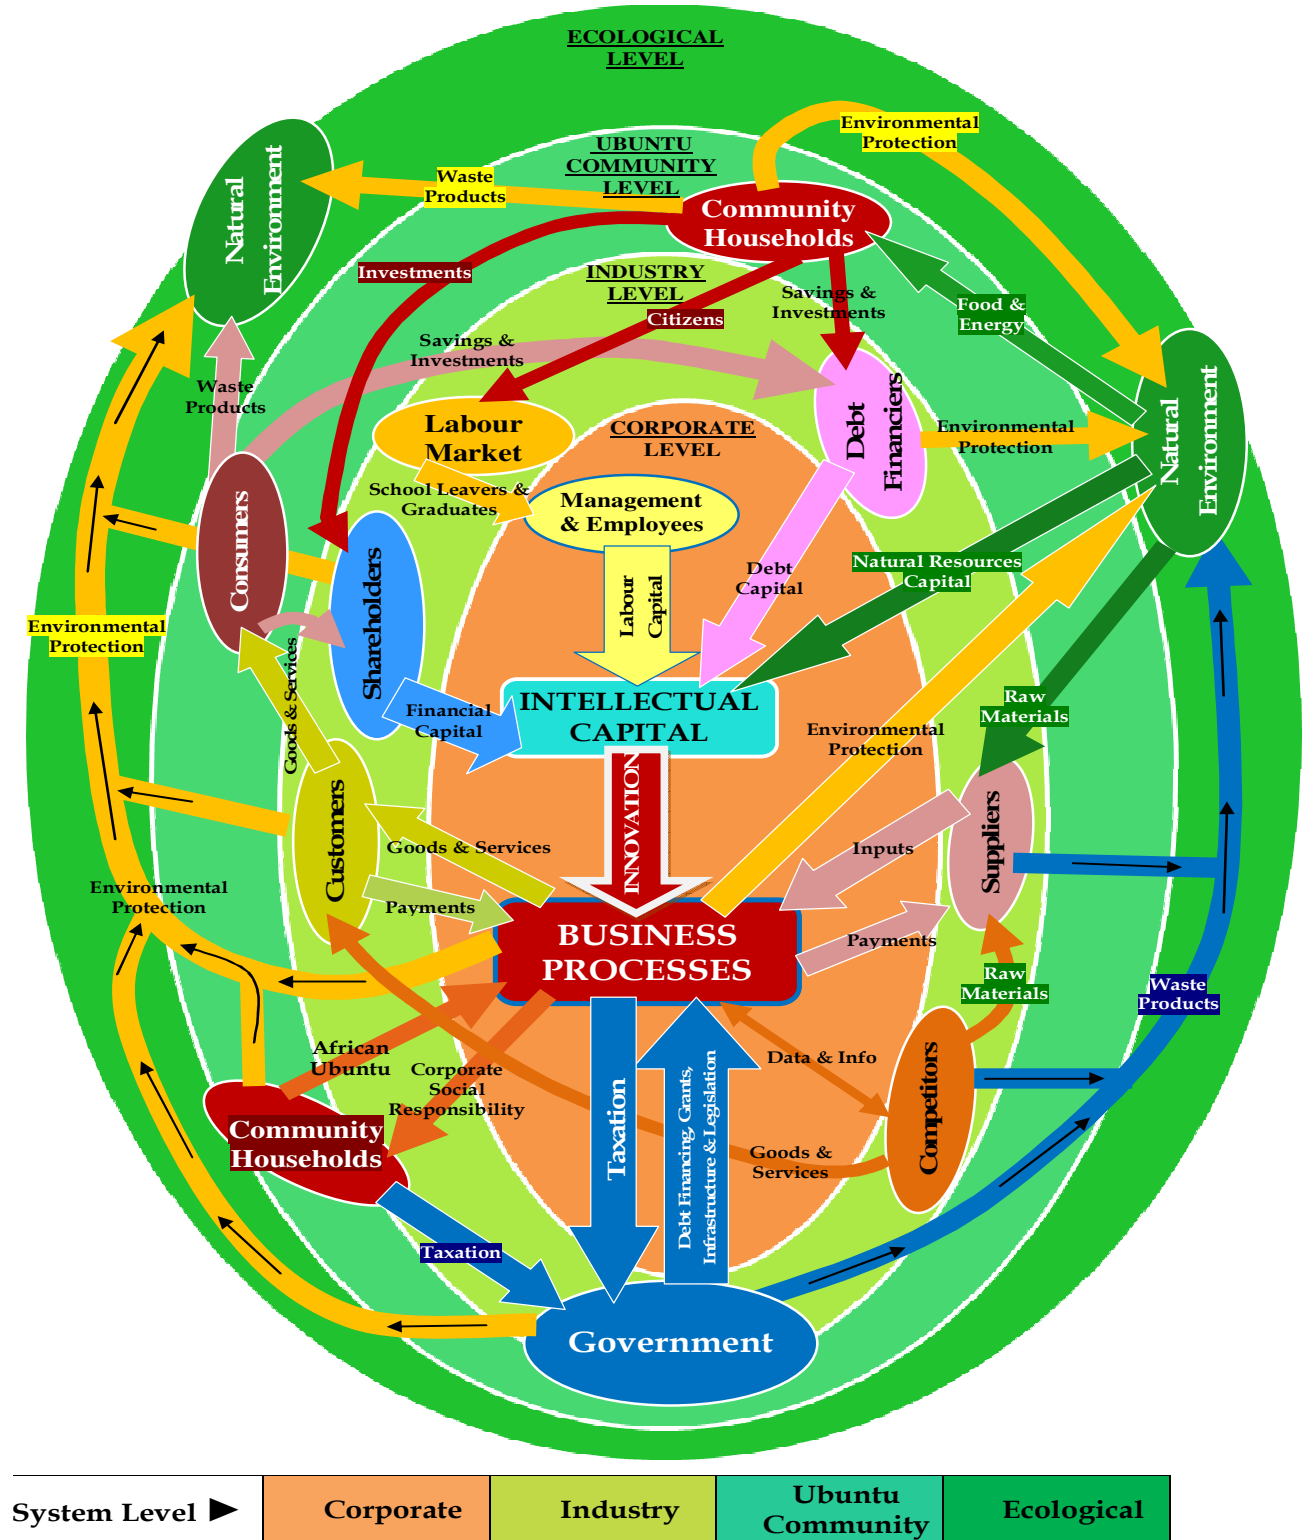 ECOLOGICAL
LEVEL
Environmental
Protection
UBUNTU
COMMUNITY
LEVEL
Waste
Products
Natural
Environment
Community
Households
Investments
INDUSTRY
LEVEL
Savings &
Investments
Food &
Energy
Citizens
Savings &
Investments
Waste
Products
Labour
Market
CORPORATE
LEVEL
Debt
Financiers
Environmental
Protection
Natural
Environment
School Leavers &
Graduates
Management
& Employees
Consumers
Shareholders
Labour
Capital
Debt
Capital
Natural Resources
Capital
Environmental
Protection
Goods & Services
Financial
Capital
INTELLECTUAL
CAPITAL
Environmental
Protection
Raw
Materials
INNOVATION
Customers
Goods & Services
Inputs
Suppliers
Environmental
Protection
Payments
BUSINESS
PROCESSES
Payments
Raw
Materials
Waste
Products
African
Ubuntu
Corporate
Social
Responsibility
Data & Info
Competitors
Community
Households
Taxation
Debt Financing, Grants,
Infrastructure & Legislation
Goods &
Services
Taxation
Government
System Level
Corporate
Industry
Ubuntu
Community
Ecological